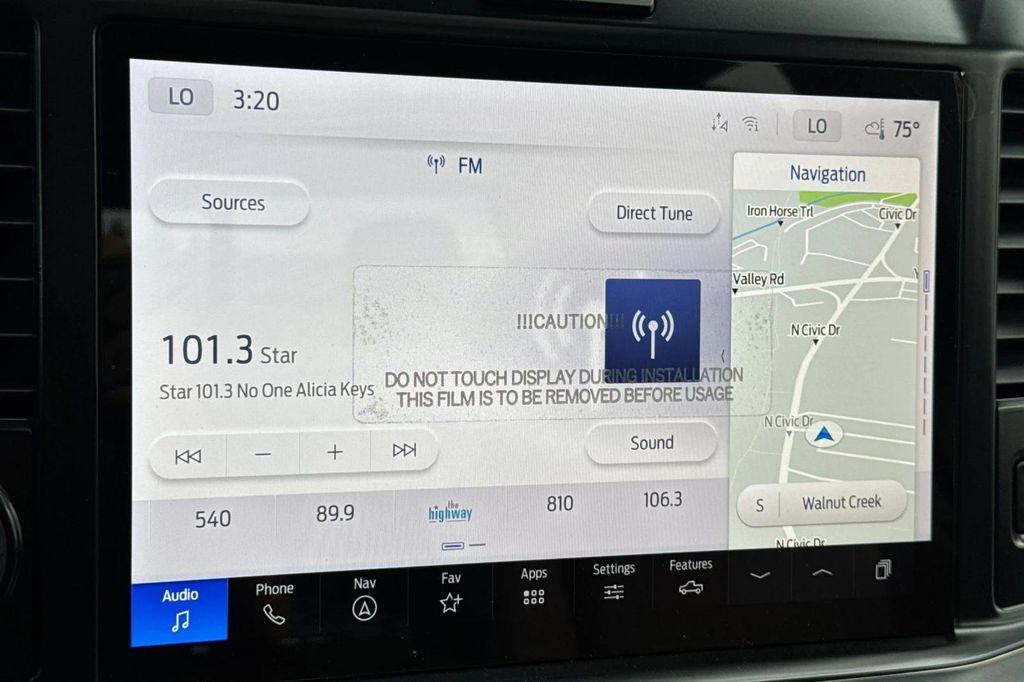 LO 3:20 LO 75°
FM
Navigation
Sources
Direct Tune
Iron Horse Trl
Civic Dr
Valley Rd
Y
!!!CAUTION!!!
N Civic Dr
101.3 Star
Star 101.3 No One Alicia Keys
DO NOT TOUCH DISPLAY DURING INSTALLATION
THIS FILM IS TO BE REMOVED BEFORE USAGE
N Civic Dr
Sound
S Walnut Creek
540 89.9 the highway 810 106.3
N Civic Dr
Audio Phone Nav Fav Apps Settings Features